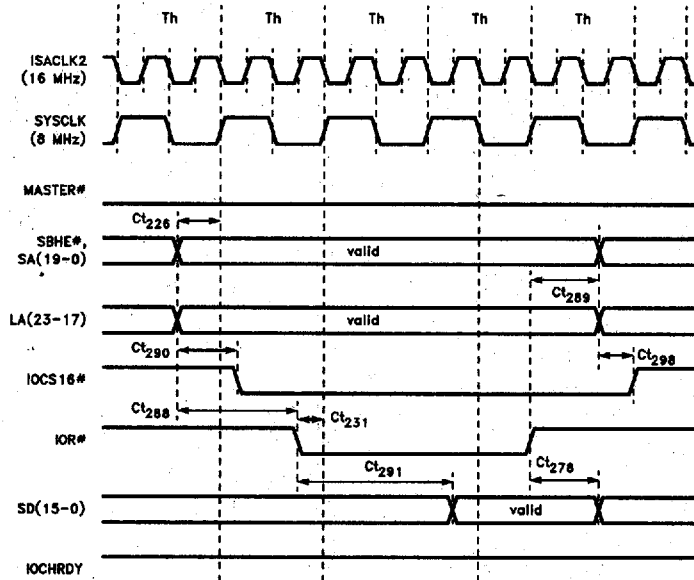 Th Th Th Th Th
ISACLK2
(16 MHz)
SYSCLK
(8 MHz)
MASTER#
Ct226
SBHE#,
SA(19-0)
valid
Ct289
LA(23-17)
valid
Ct290
Ct298
IOCS16#
Ct288
Ct231
IOR#
Ct291
Ct278
SD(15-0)
valid
IOCHRDY